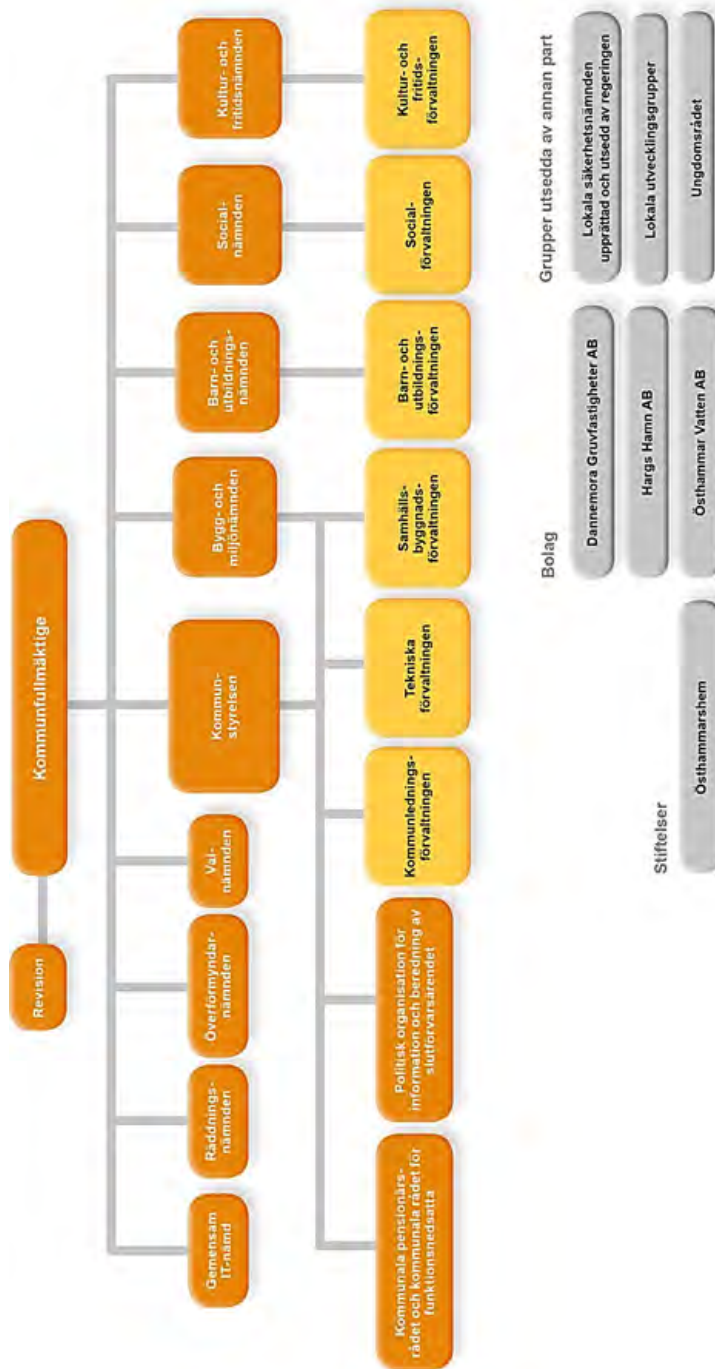 Kommunfullmäktige
Revision
Gemensam
IT-nämd
Räddnings-
nämnden
Överförmyndar-
nämnden
Val-
nämnden
Kommun-
styrelsen
Bygg- och
miljönämnden
Barn- och
utbildnings-
nämnden
Social-
nämnden
Kultur- och
fritidsnämnden
Kommunala pensionärs-
rådet och kommunala rådet för
funktionsnedsatta
Politisk organisation för
information och beredning av
slutförvarsärendet
Kommunlednings-
förvaltningen
Tekniska
förvaltningen
Samhälls-
byggnads-
förvaltningen
Barn- och
utbildnings-
förvaltningen
Social-
förvaltningen
Kultur- och
fritids-
förvaltningen
Stiftelser
Östhammarshem
Bolag
Dannemora Gruvfastigheter AB
Hargs Hamn AB
Östhammar Vatten AB
Grupper utsedda av annan part
Lokala säkerhetsnämnden
upprättad och utsedd av regeringen
Lokala utvecklingsgrupper
Ungdomsrådet